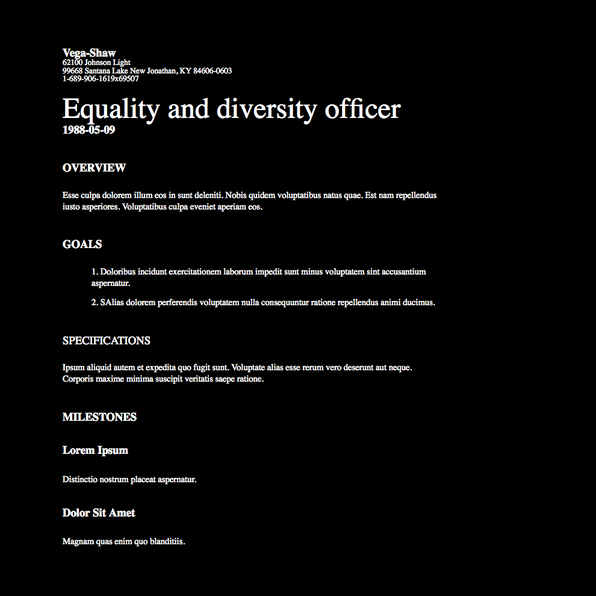 Vega-Shaw
62100 Johnson Light
99668 Santana Lake New Jonathan, KY 84606-0603
1-689-906-1619x69507
Equality and diversity officer
1988-05-09
OVERVIEW
Esse culpa dolorem illum eos in sunt deleniti. Nobis quidem voluptatibus natus quae. Est nam repellendus
iusto asperiores. Voluptatibus culpa eveniet aperiam eos.
GOALS
1. Doloribus incidunt exercitationem laborum impedit sunt minus voluptatem sint accusantium
aspernatur.
2. SAlias dolorem perferendis voluptatem nulla consequuntur ratione repellendus animi ducimus.
SPECIFICATIONS
Ipsum aliquid autem et expedita quo fugit sunt. Voluptate alias esse rerum vero deserunt aut neque.
Corporis maxime minima suscipit veritatis saepe ratione.
MILESTONES
Lorem Ipsum
Distinctio nostrum placeat aspernatur.
Dolor Sit Amet
Magnam quas enim quo blanditiis.